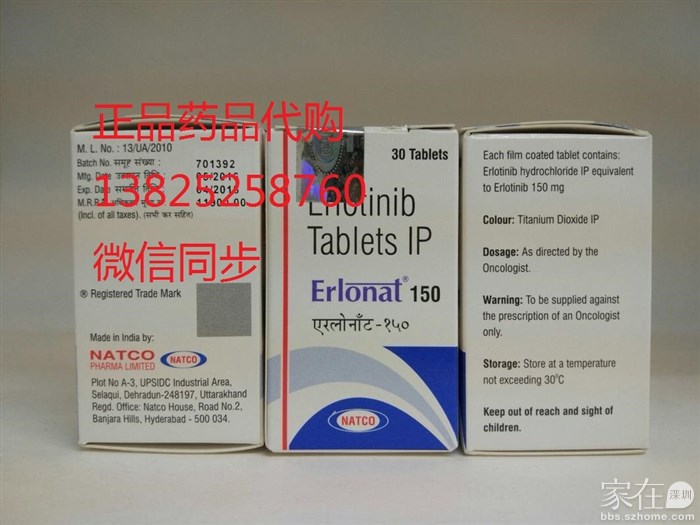 正品药品代购
13825258760
微信同步
M. L. No. : 13/UA/2010
Batch No. समूह संख्या : 701392
Mfg. Date
Exp. Date
(Incl. of all taxes). (सभी कर सहित)
® Registered Trade Mark
Made in India by:
NATCO
PHARMA LIMITED
NATCO
Plot No A-3, UPSIDC Industrial Area,
Selaqui, Dehradun-248197, Uttarakhand
Regd. Office: Natco House, Road No.2,
Banjara Hills, Hyderabad - 500 034.
30 Tablets
Erlotinib
Tablets IP
Erlonat® 150
एरलोनाँट-१५०
NATCO
Each film coated tablet contains:
Erlotinib hydrochloride IP equivalent
to Erlotinib 150 mg
Colour: Titanium Dioxide IP
Dosage: As directed by the
Oncologist.
Warning: To be supplied against
the prescription of an Oncologist
only.
Storage: Store at a temperature
not exceeding 30°C
Keep out of reach and sight of
children.
家在深圳
bbs.szhome.com